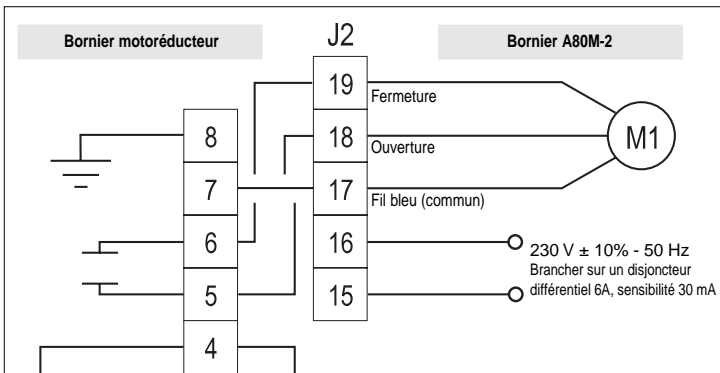 Bornier motoréducteur
J2
Bornier A80M-2
19
Fermeture
8
18
Ouverture
M1
7
17
Fil bleu (commun)
6
16
230 V ± 10% - 50 Hz
Brancher sur un disjoncteur
différentiel 6A, sensibilité 30 mA
5
15
4